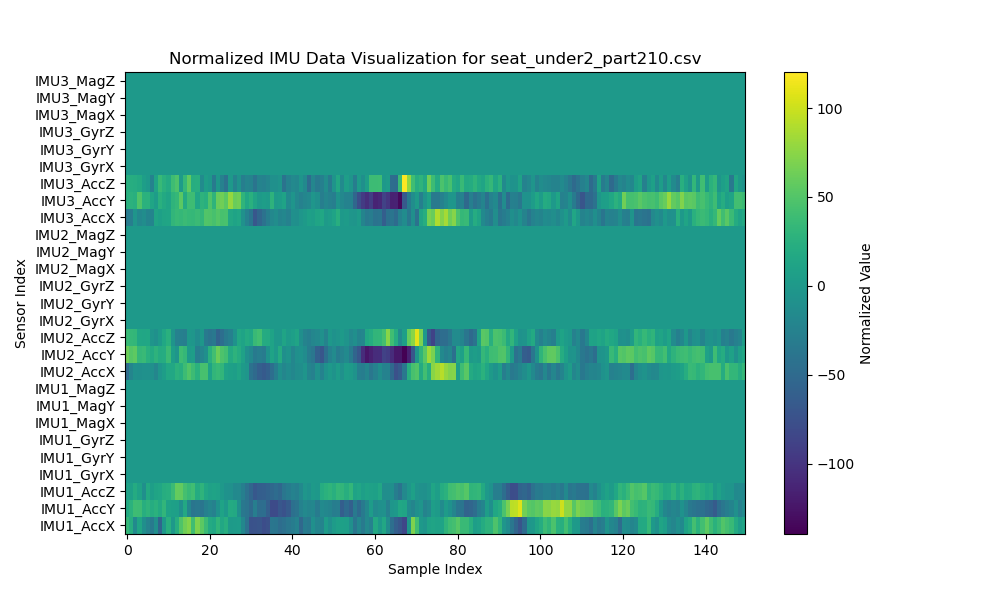 Normalized IMU Data Visualization for seat_under2_part210.csv
IMU3_MagZ
IMU3_MagY
IMU3_MagX
IMU3_GyrZ
IMU3_GyrY
IMU3_GyrX
IMU3_AccZ
IMU3_AccY
IMU3_AccX
IMU2_MagZ
IMU2_MagY
IMU2_MagX
IMU2_GyrZ
IMU2_GyrY
IMU2_GyrX
IMU2_AccZ
IMU2_AccY
IMU2_AccX
IMU1_MagZ
IMU1_MagY
IMU1_MagX
IMU1_GyrZ
IMU1_GyrY
IMU1_GyrX
IMU1_AccZ
IMU1_AccY
IMU1_AccX
Sensor Index
0 20 40 60 80 100 120 140
Sample Index
100
50
0
−50
−100
Normalized Value